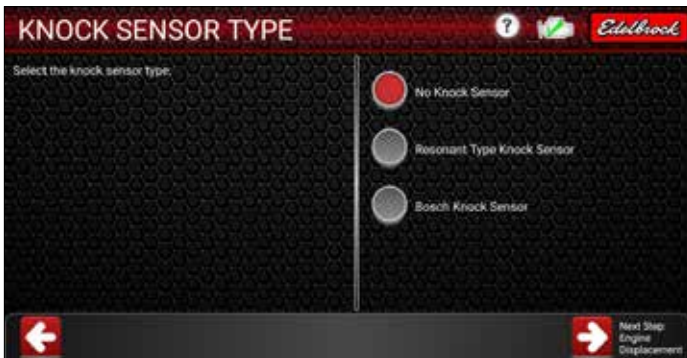 KNOCK SENSOR TYPE
?
Edelbrock
Select the knock sensor type:
No Knock Sensor
Resonant Type Knock Sensor
Bosch Knock Sensor
Next Step:
Engine
Displacement